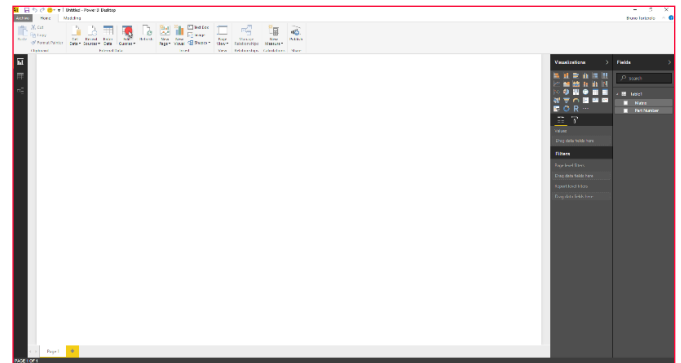 Untitled - Power BI Desktop
Home Modeling
Cut
Copy
Format Painter
Get Data
Recent Sources
Enter Data
Edit Queries
Refresh
New Page
New Visual
Text Box
Image
Shapes
Page View
Manage Relationships
New Measure
Publish
Clipboard External Data Insert View Relationships Calculations Share
Visualizations
Fields
Search
Values
Drag data fields here
Filters
Page level filters
Drag data fields here
Report level filters
Drag data fields here
Part Number
Page 1
PAGE 1 OF 1